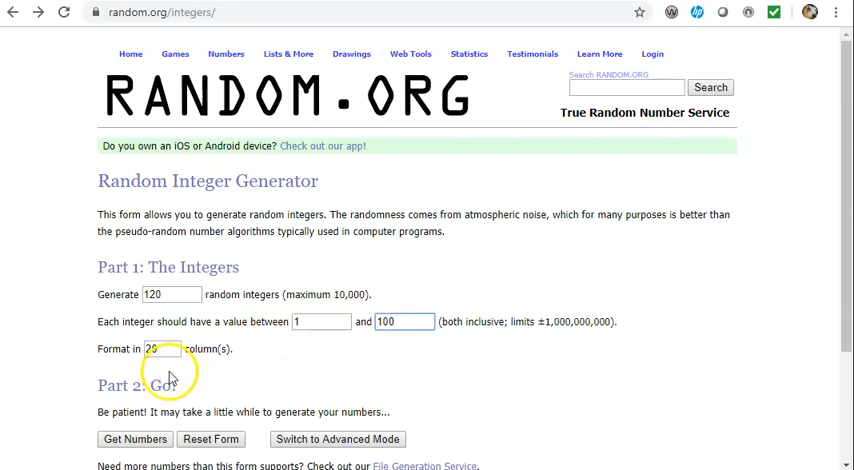 random.org/integers/
Home Games Numbers Lists & More Drawings Web Tools Statistics Testimonials Learn More Login
RANDOM.ORG
Search RANDOM.ORG
Search
True Random Number Service
Do you own an iOS or Android device? Check out our app!
Random Integer Generator
This form allows you to generate random integers. The randomness comes from atmospheric noise, which for many purposes is better than
the pseudo-random number algorithms typically used in computer programs.
Part 1: The Integers
Generate 120 random integers (maximum 10,000).
Each integer should have a value between 1 and 100 (both inclusive; limits ±1,000,000,000).
Format in 20 column(s).
Part 2: Go!
Be patient! It may take a little while to generate your numbers...
Get Numbers Reset Form Switch to Advanced Mode
Need more numbers than this form supports? Check out our File Generation Service.